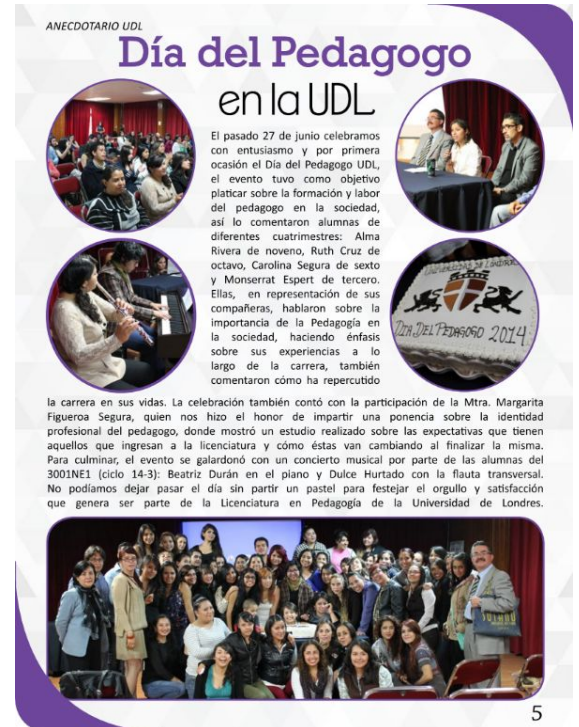 ANECDOTARIO UDL
Día del Pedagogo
en la UDL
El pasado 27 de junio celebramos
con entusiasmo y por primera
ocasión el Día del Pedagogo UDL,
el evento tuvo como objetivo
platicar sobre la formación y labor
del pedagogo en la sociedad,
así lo comentaron alumnas de
diferentes cuatrimestres: Alma
Rivera de noveno, Ruth Cruz de
octavo, Carolina Segura de sexto
y Monserrat Espert de tercero.
Ellas, en representación de sus
compañeras, hablaron sobre la
importancia de la Pedagogía en
la sociedad, haciendo énfasis
sobre sus experiencias a lo
largo de la carrera, también
comentaron cómo ha repercutido
la carrera en sus vidas. La celebración también contó con la participación de la Mtra. Margarita
Figueroa Segura, quien nos hizo el honor de impartir una ponencia sobre la identidad
profesional del pedagogo, donde mostró un estudio realizado sobre las expectativas que tienen
aquellos que ingresan a la licenciatura y cómo éstas van cambiando al finalizar la misma.
Para culminar, el evento se galardonó con un concierto musical por parte de las alumnas del
3001NE1 (ciclo 14-3): Beatriz Durán en el piano y Dulce Hurtado con la flauta transversal.
No podíamos dejar pasar el día sin partir un pastel para festejar el orgullo y satisfacción
que genera ser parte de la Licenciatura en Pedagogía de la Universidad de Londres.
DIA DEL PEDAGOGO 2014
5